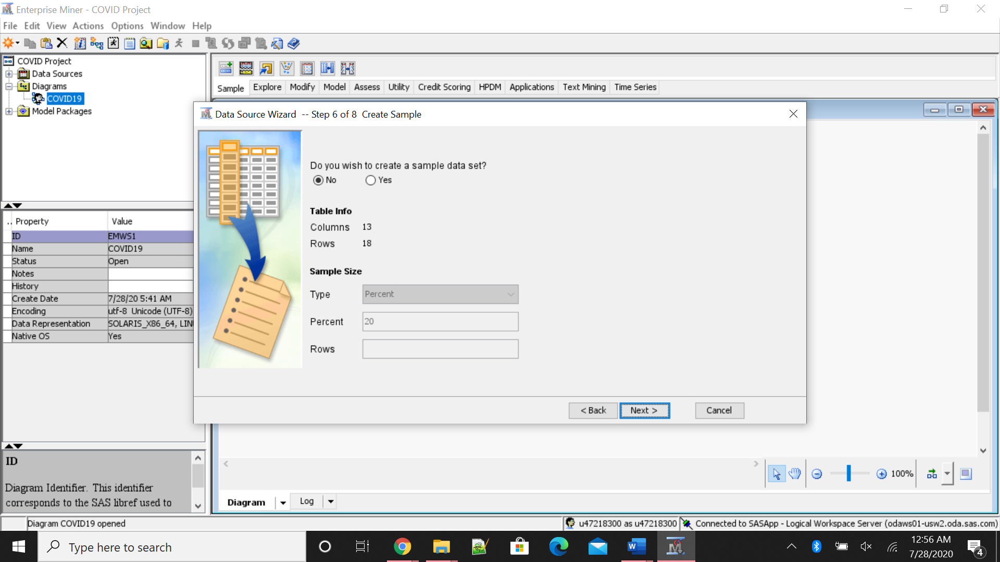 Enterprise Miner - COVID Project
File Edit View Actions Options Window Help
COVID Project
Data Sources
Diagrams
COVID19
Model Packages
Sample Explore Modify Model Assess Utility Credit Scoring HPDM Applications Text Mining Time Series
Data Source Wizard -- Step 6 of 8 Create Sample
Do you wish to create a sample data set?
No Yes
Table Info
Columns 13
Rows 18
Sample Size
Type Percent
Percent 20
Rows
< Back Next > Cancel
.. Property Value
ID EMWS1
Name COVID19
Status Open
Notes
History
Create Date 7/28/20 5:41 AM
Encoding utf-8 Unicode (UTF-8)
Data Representation SOLARIS_X86_64, LIN
Native OS Yes
ID
Diagram Identifier. This identifier
corresponds to the SAS libref used to
100%
Diagram Log
Diagram COVID19 opened
u47218300 as u47218300 Connected to SASApp - Logical Workspace Server (odaws01-usw2.oda.sas.com)
Type here to search
12:56 AM
7/28/2020
4